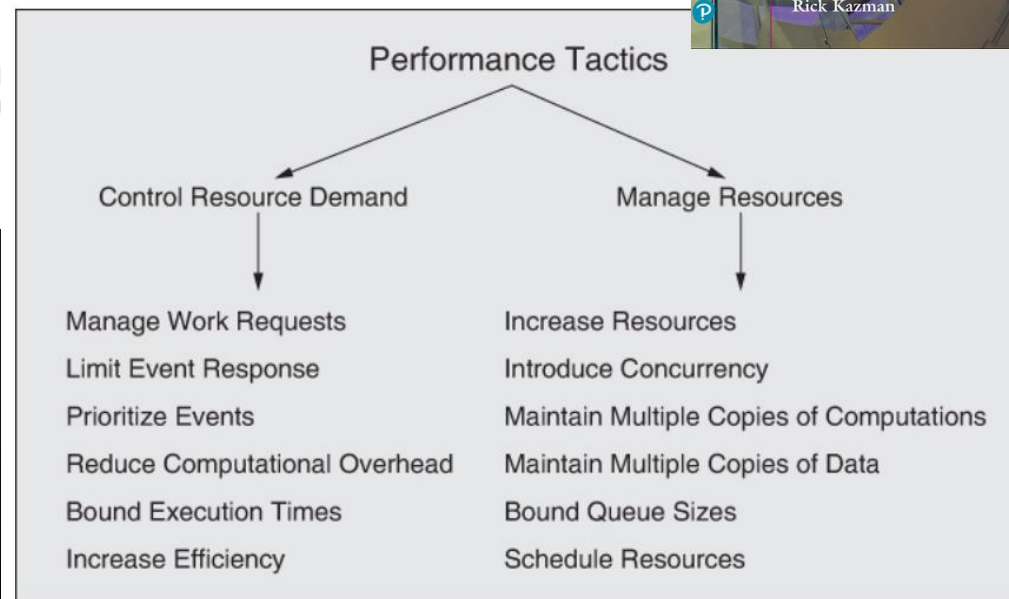 Rick Kazman
Performance Tactics
Control Resource Demand
Manage Resources
Manage Work Requests
Limit Event Response
Prioritize Events
Reduce Computational Overhead
Bound Execution Times
Increase Efficiency
Increase Resources
Introduce Concurrency
Maintain Multiple Copies of Computations
Maintain Multiple Copies of Data
Bound Queue Sizes
Schedule Resources